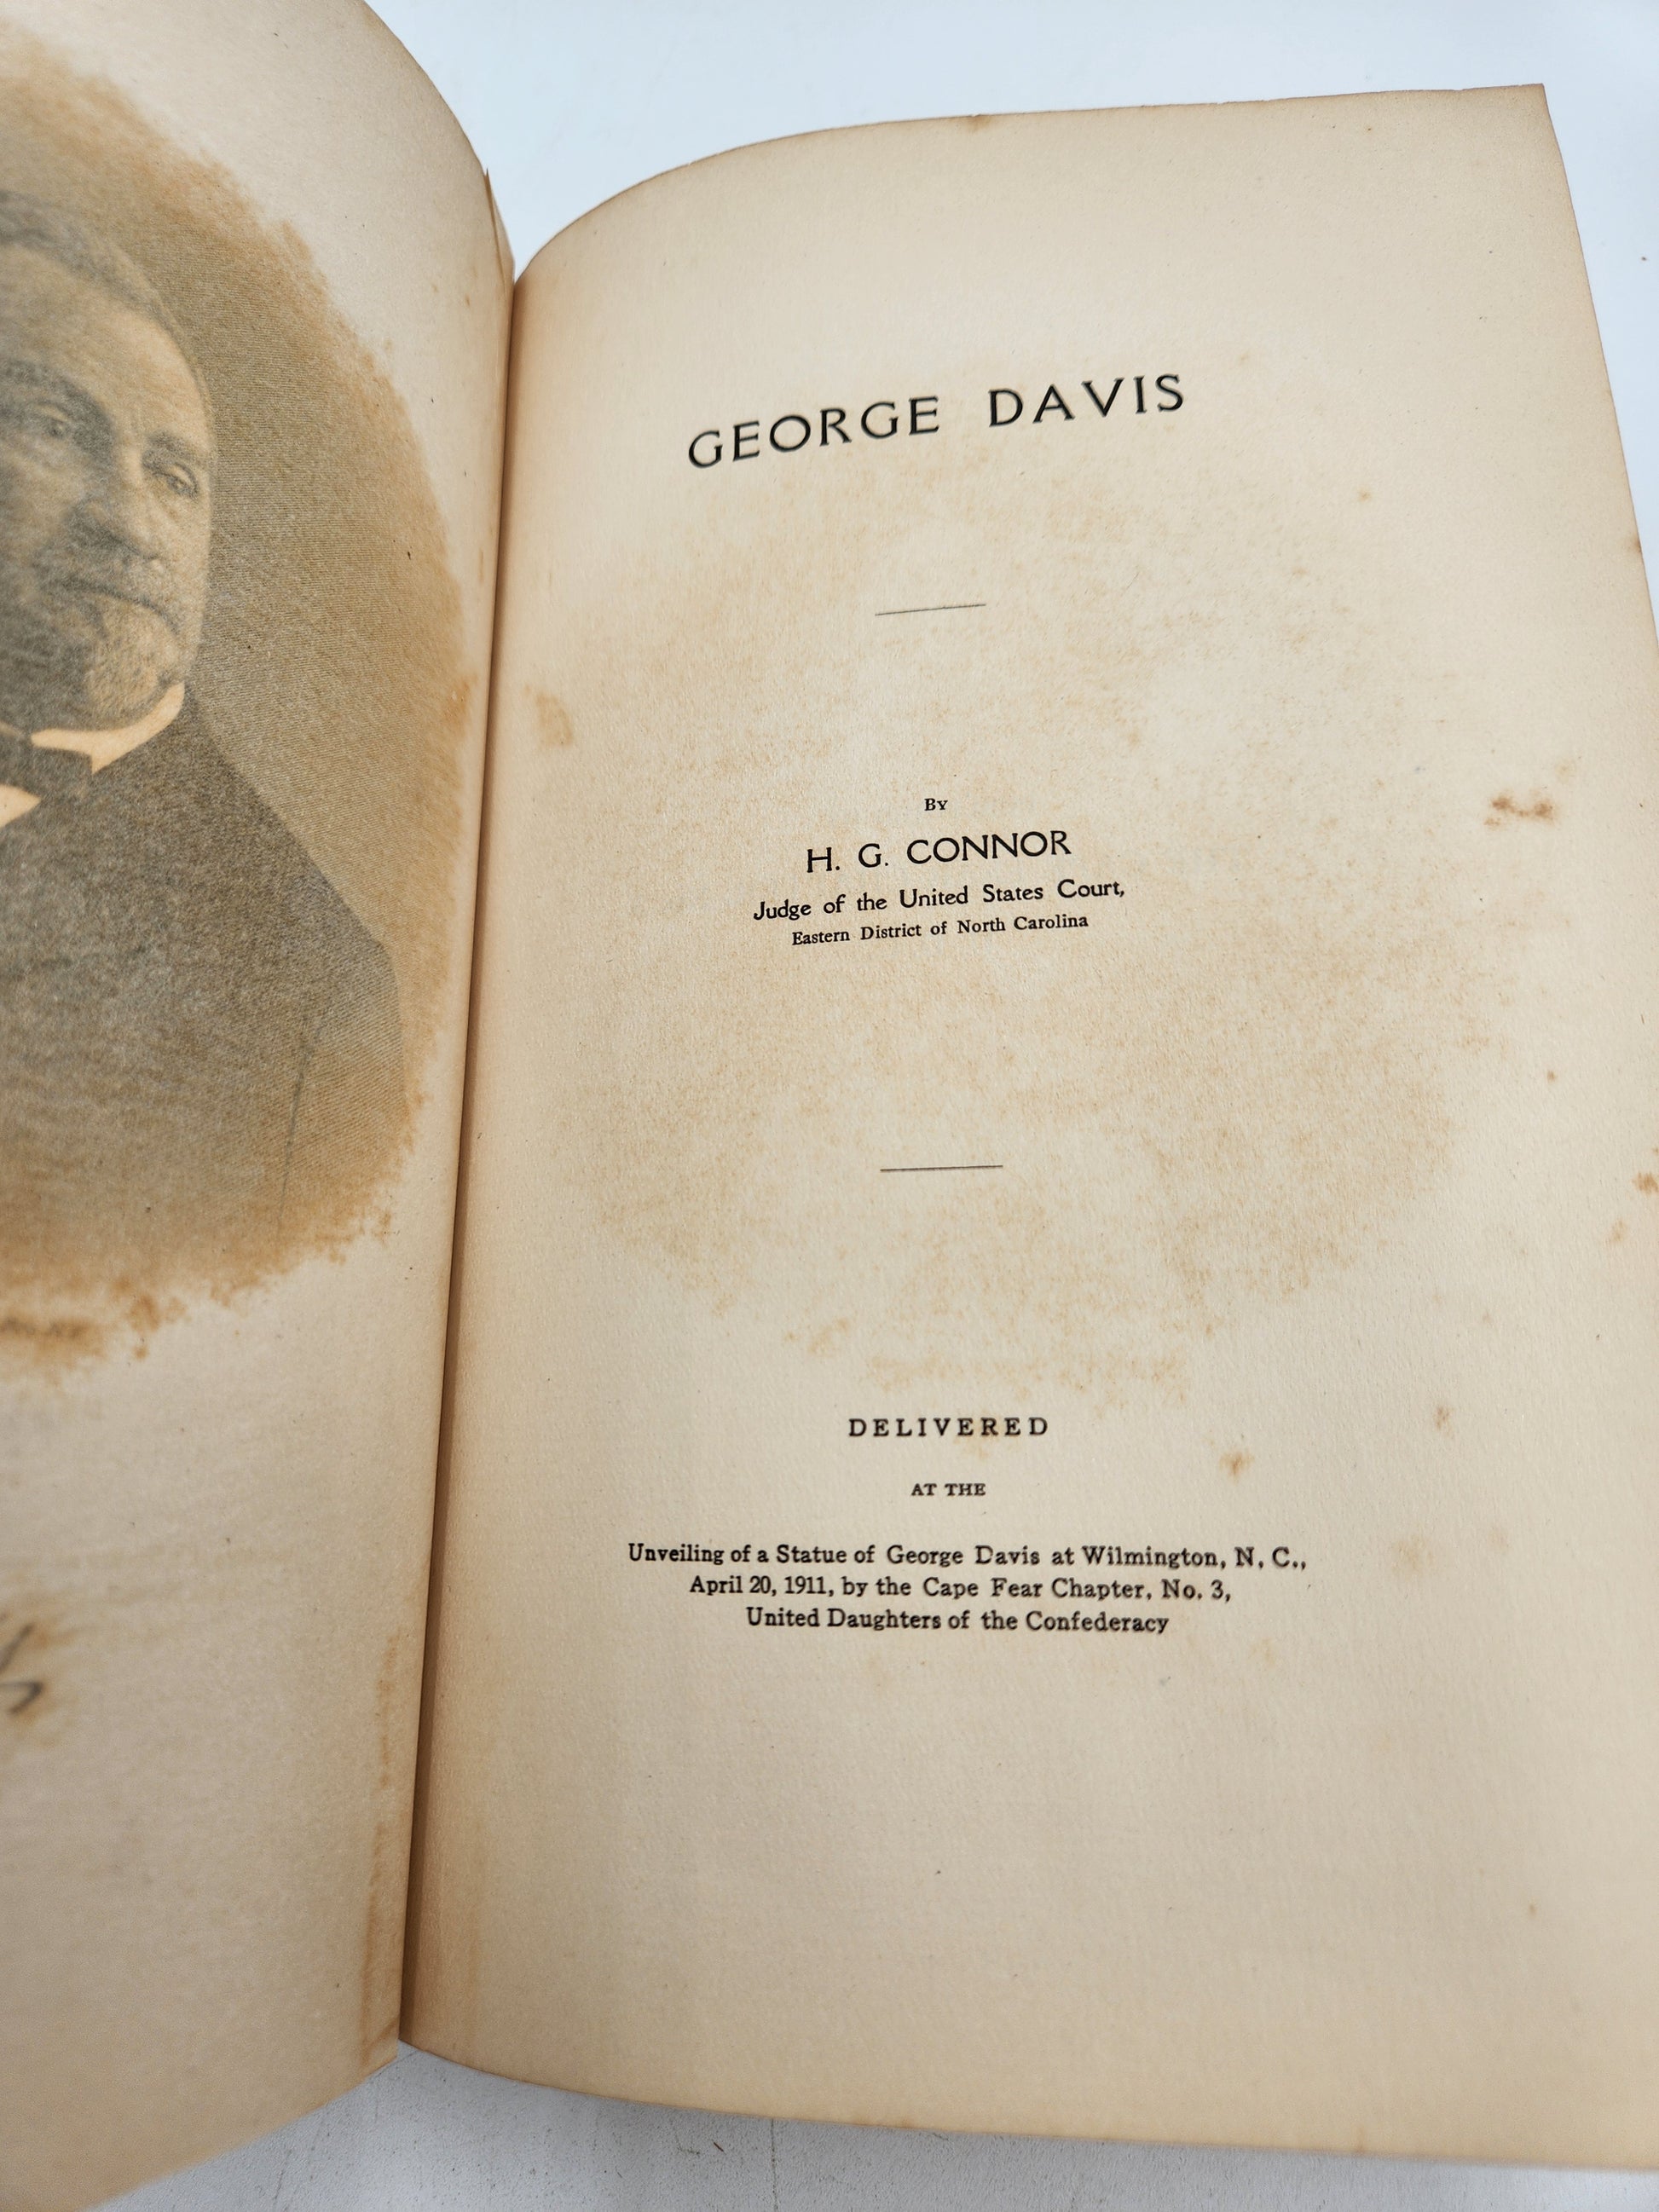 GEORGE DAVIS
BY
H. G. CONNOR
Judge of the United States Court,
Eastern District of North Carolina
DELIVERED
AT THE
Unveiling of a Statue of George Davis at Wilmington, N. C.,
April 20, 1911, by the Cape Fear Chapter, No. 3,
United Daughters of the Confederacy